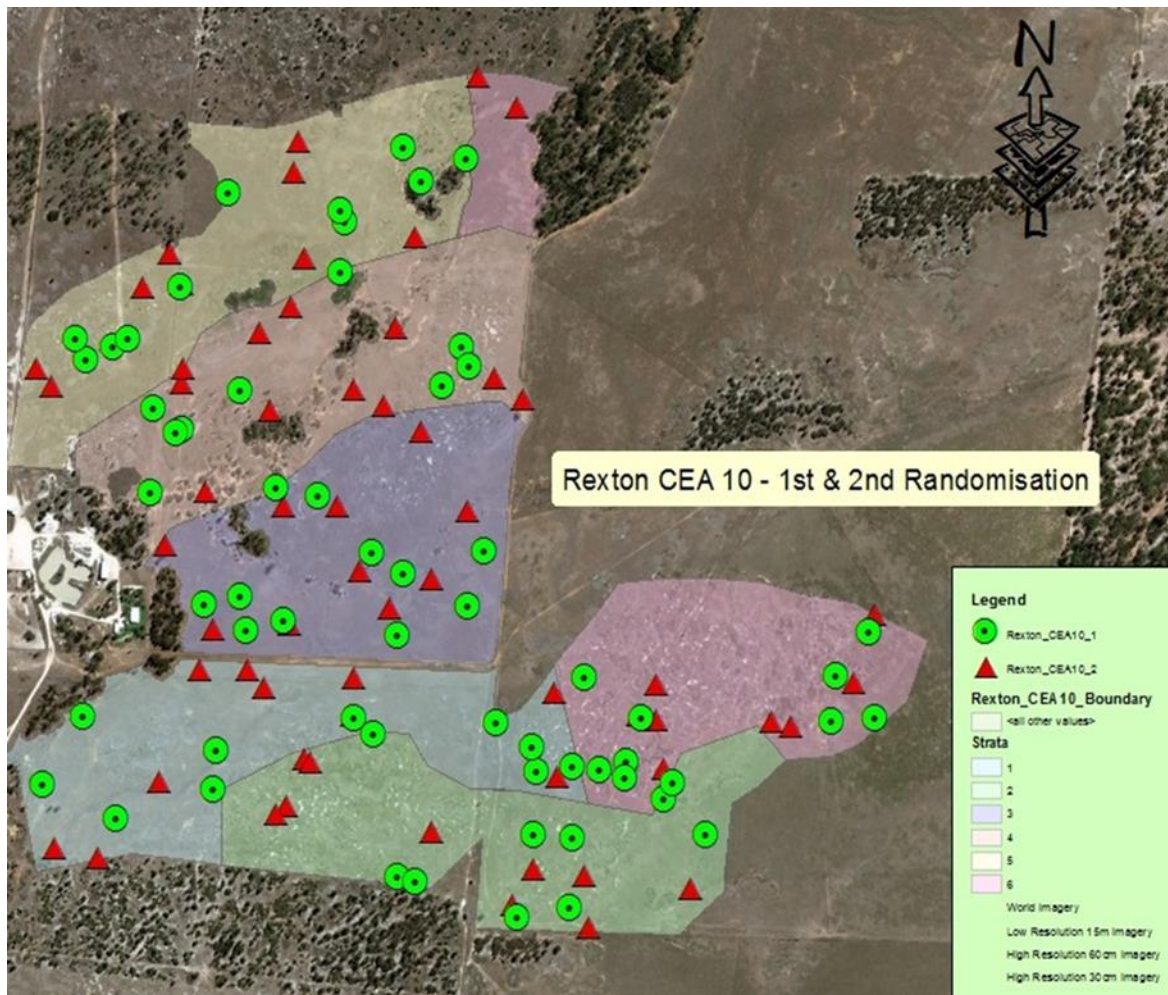 N
Rexton CEA 10 - 1st & 2nd Randomisation
Legend
Rexton_CEA10_1
Rexton_CEA10_2
Rexton_CEA10_Boundary
<all other values>
Strata
1
2
3
4
5
6
World Imagery
Low Resolution 15m Imagery
High Resolution 60cm Imagery
High Resolution 30cm Imagery